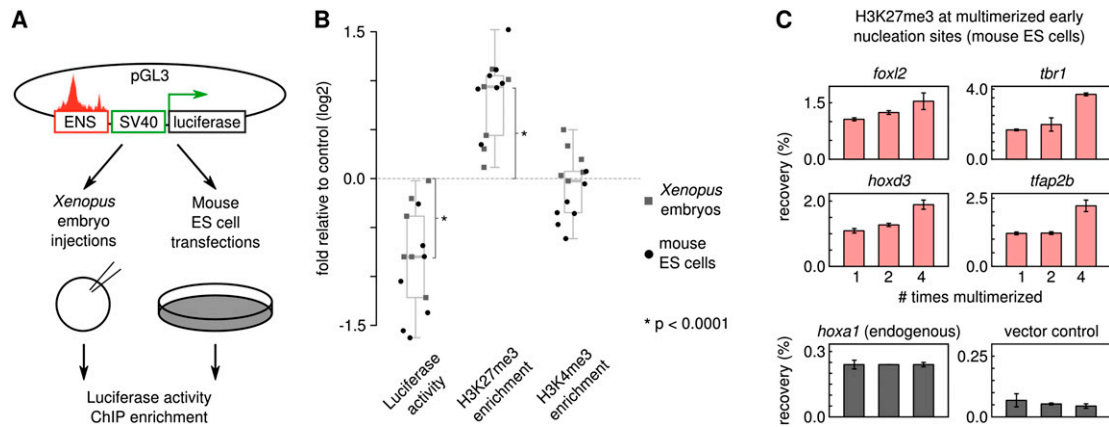 A
pGL3
ENS
SV40
luciferase
Xenopus
embryo
injections
Mouse
ES cell
transfections
Luciferase activity
ChIP enrichment
B
fold relative to control (log2)
1.5
0.0
-1.5
*
*
Xenopus
embryos
mouse
ES cells
* p < 0.0001
Luciferase
activity
H3K27me3
enrichment
H3K4me3
enrichment
C
H3K27me3 at multimerized early
nucleation sites (mouse ES cells)
foxl2
tbr1
1.5
0.0
4.0
2.0
0.0
recovery (%)
hoxd3
tfap2b
2.0
1.0
0.0
2.5
0.0
1 2 4
1 2 4
# times multimerized
hoxa1 (endogenous)
vector control
recovery (%)
0.3
0.0
0.25
0.00